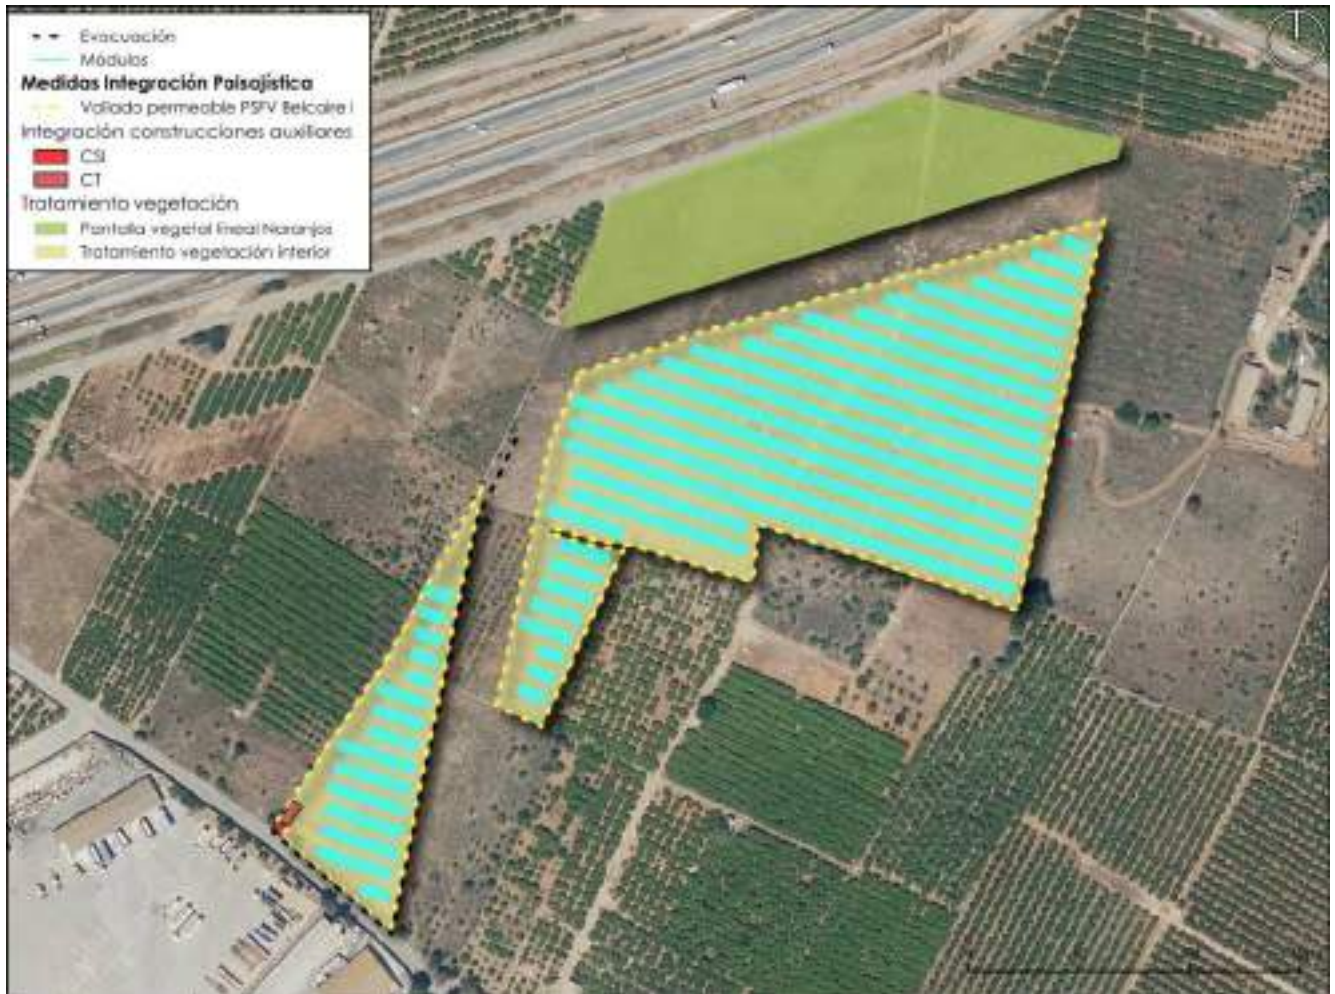 Evacuación
Módulos
Medidas Integración Paisajística
Vallado permeable PSFV Belcaire I
Integración construcciones auxiliares
CSI
CT
Tratamiento vegetación
Pantalla vegetal lineal Naranjos
Tratamiento vegetación interior